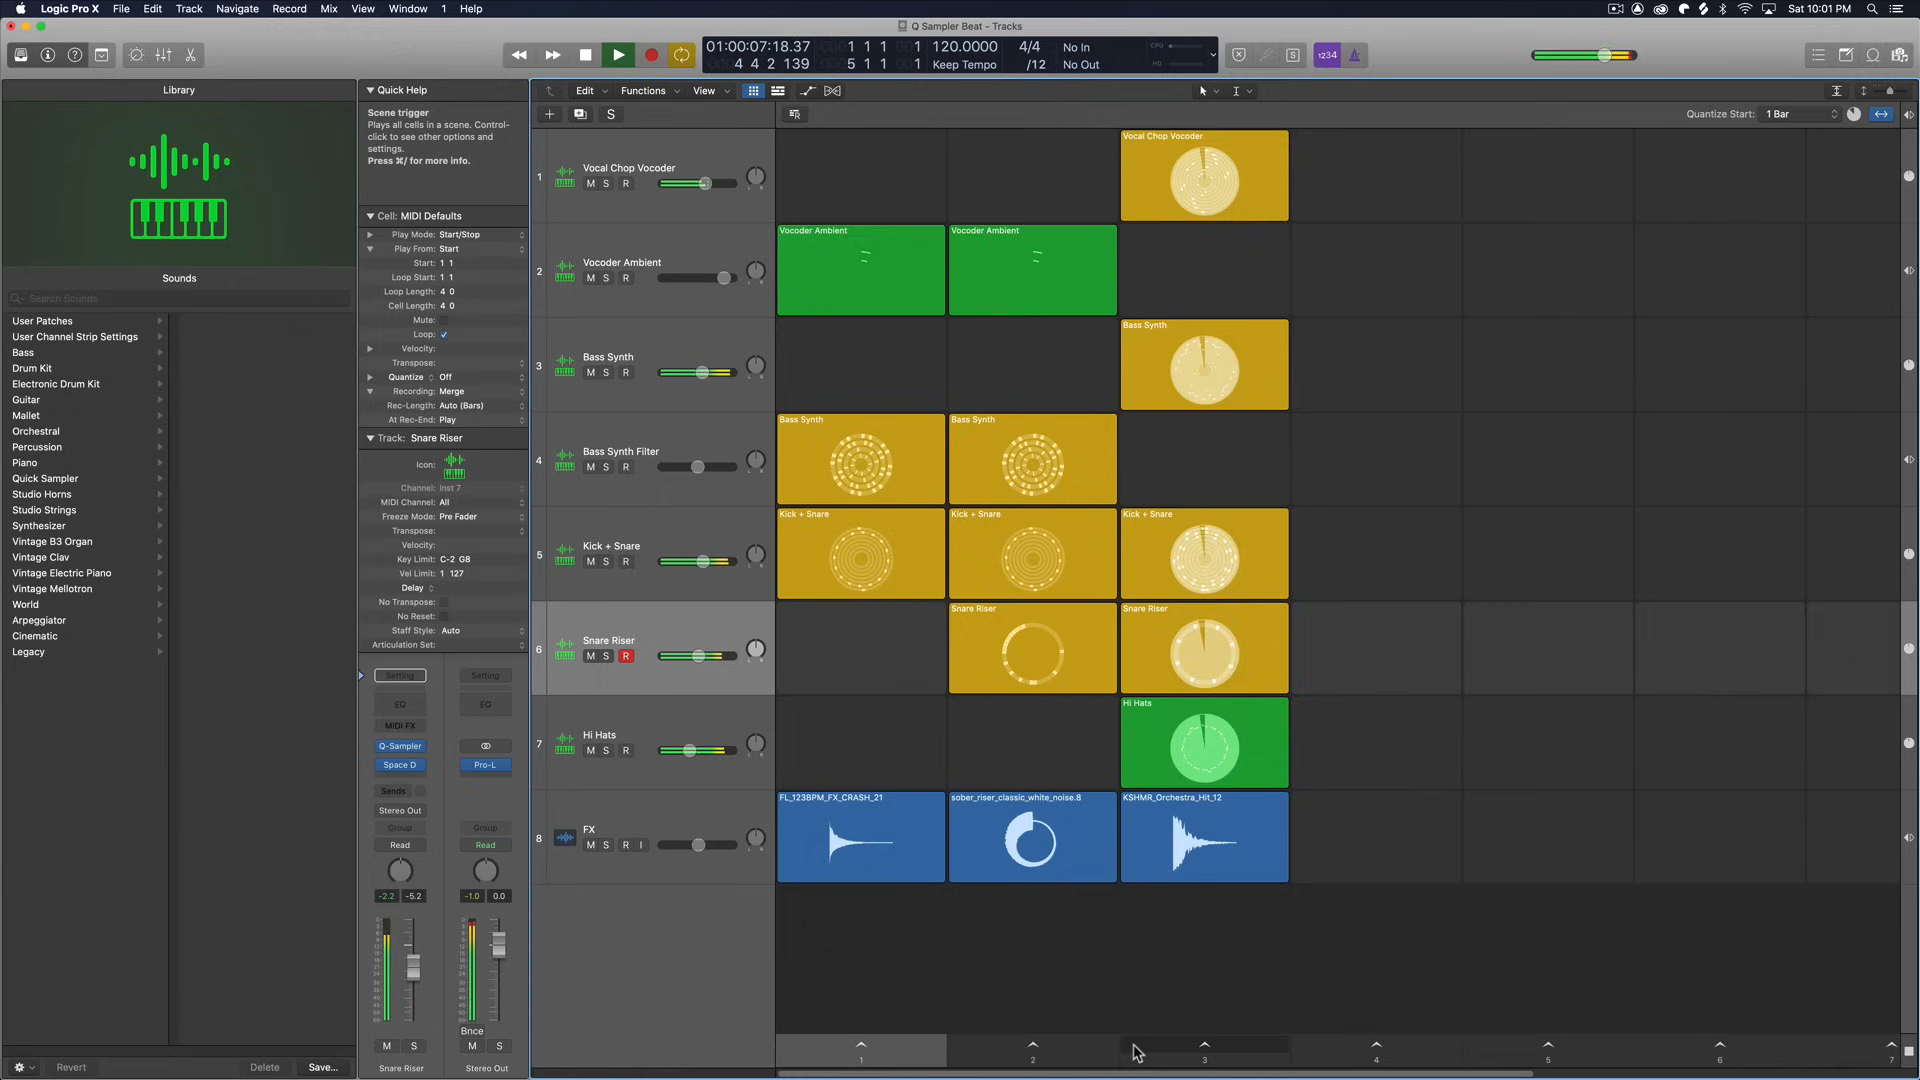 Logic Pro X File Edit Track Navigate Record Mix View Window 1 Help
Sat 10:01 PM
Q Sampler Beat - Tracks
01:00:07:18.37
4 4 2 139
1 1 1
5 1 1
120.0000
Keep Tempo
4/4
/12
No In
No Out
CPU
HD
S
1234
Library
Sounds
Search Sounds
User Patches
User Channel Strip Settings
Bass
Drum Kit
Electronic Drum Kit
Guitar
Mallet
Orchestral
Percussion
Piano
Quick Sampler
Studio Horns
Studio Strings
Synthesizer
Vintage B3 Organ
Vintage Clav
Vintage Electric Piano
Vintage Mellotron
World
Arpeggiator
Cinematic
Legacy
Revert Delete Save...
Quick Help
Scene trigger
Plays all cells in a scene. Control-
click to see other options and
settings.
Press ⌘/ for more info.
Cell: MIDI Defaults
Play Mode: Start/Stop
Play From: Start
Start: 1 1
Loop Start: 1 1
Loop Length: 4 0
Cell Length: 4 0
Mute:
Loop:
Velocity:
Transpose:
Quantize Off
Recording: Merge
Rec-Length: Auto (Bars)
At Rec-End: Play
Track: Snare Riser
Icon:
Channel: Inst 7
MIDI Channel: All
Freeze Mode: Pre Fader
Transpose:
Velocity:
Key Limit: C-2 G8
Vel Limit: 1 127
Delay
No Transpose:
No Reset:
Staff Style: Auto
Articulation Set:
Setting Setting
EQ EQ
MIDI FX
Q-Sampler
Space D Pro-L
Sends
Stereo Out
Group Group
Read Read
-2.2 -5.2 -1.0 0.0
Bnce
M S M S
Snare Riser Stereo Out
Edit Functions View
S
Quantize Start: 1 Bar
1 Vocal Chop Vocoder
M S R
L R
Vocal Chop Vocoder
2 Vocoder Ambient
M S R
L R
Vocoder Ambient Vocoder Ambient
3 Bass Synth
M S R
L R
Bass Synth
4 Bass Synth Filter
M S R
L R
Bass Synth Bass Synth
5 Kick + Snare
M S R
L R
Kick + Snare Kick + Snare Kick + Snare
6 Snare Riser
M S R
L R
Snare Riser Snare Riser
7 Hi Hats
M S R
L R
Hi Hats
8 FX
M S R I
L R
FL_123BPM_FX_CRASH_21 sober_riser_classic_white_noise.8 KSHMR_Orchestra_Hit_12
1 2 3 4 5 6 7